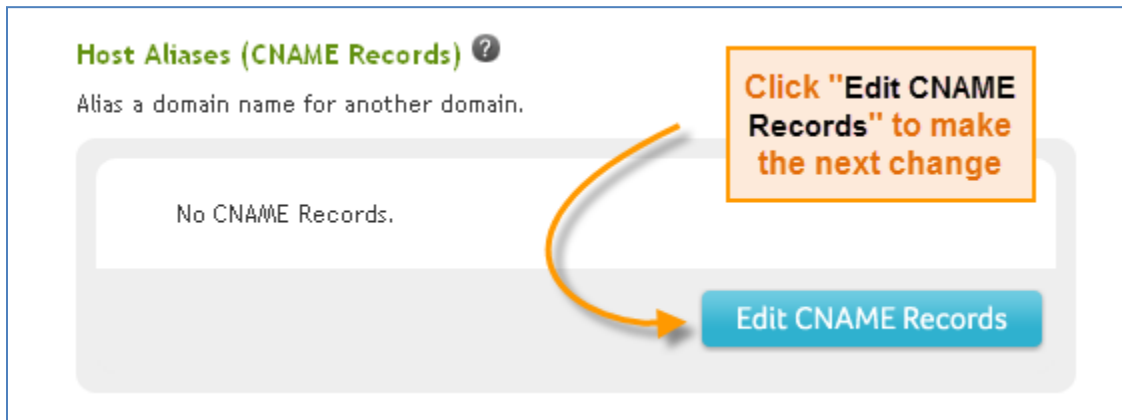 Host Aliases (CNAME Records) ?
Alias a domain name for another domain.
Click "Edit CNAME
Records" to make
the next change
No CNAME Records.
Edit CNAME Records